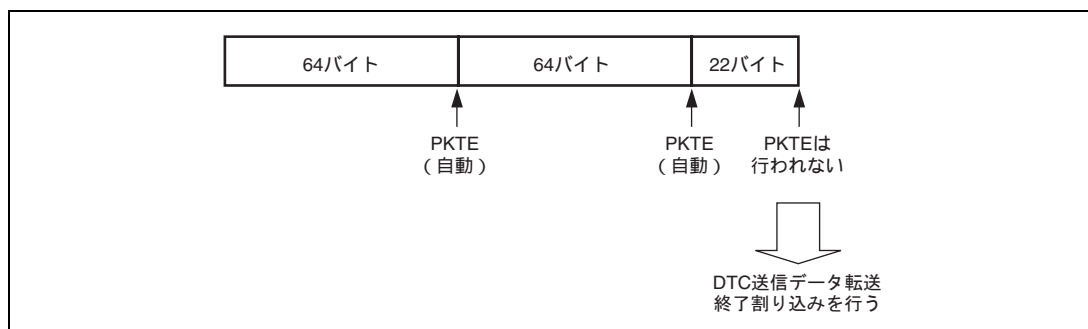 64バイト
64バイト
22バイト
PKTE
（自動）
PKTE
（自動）
PKTEは
行われない
DTC送信データ転送
終了割り込みを行う